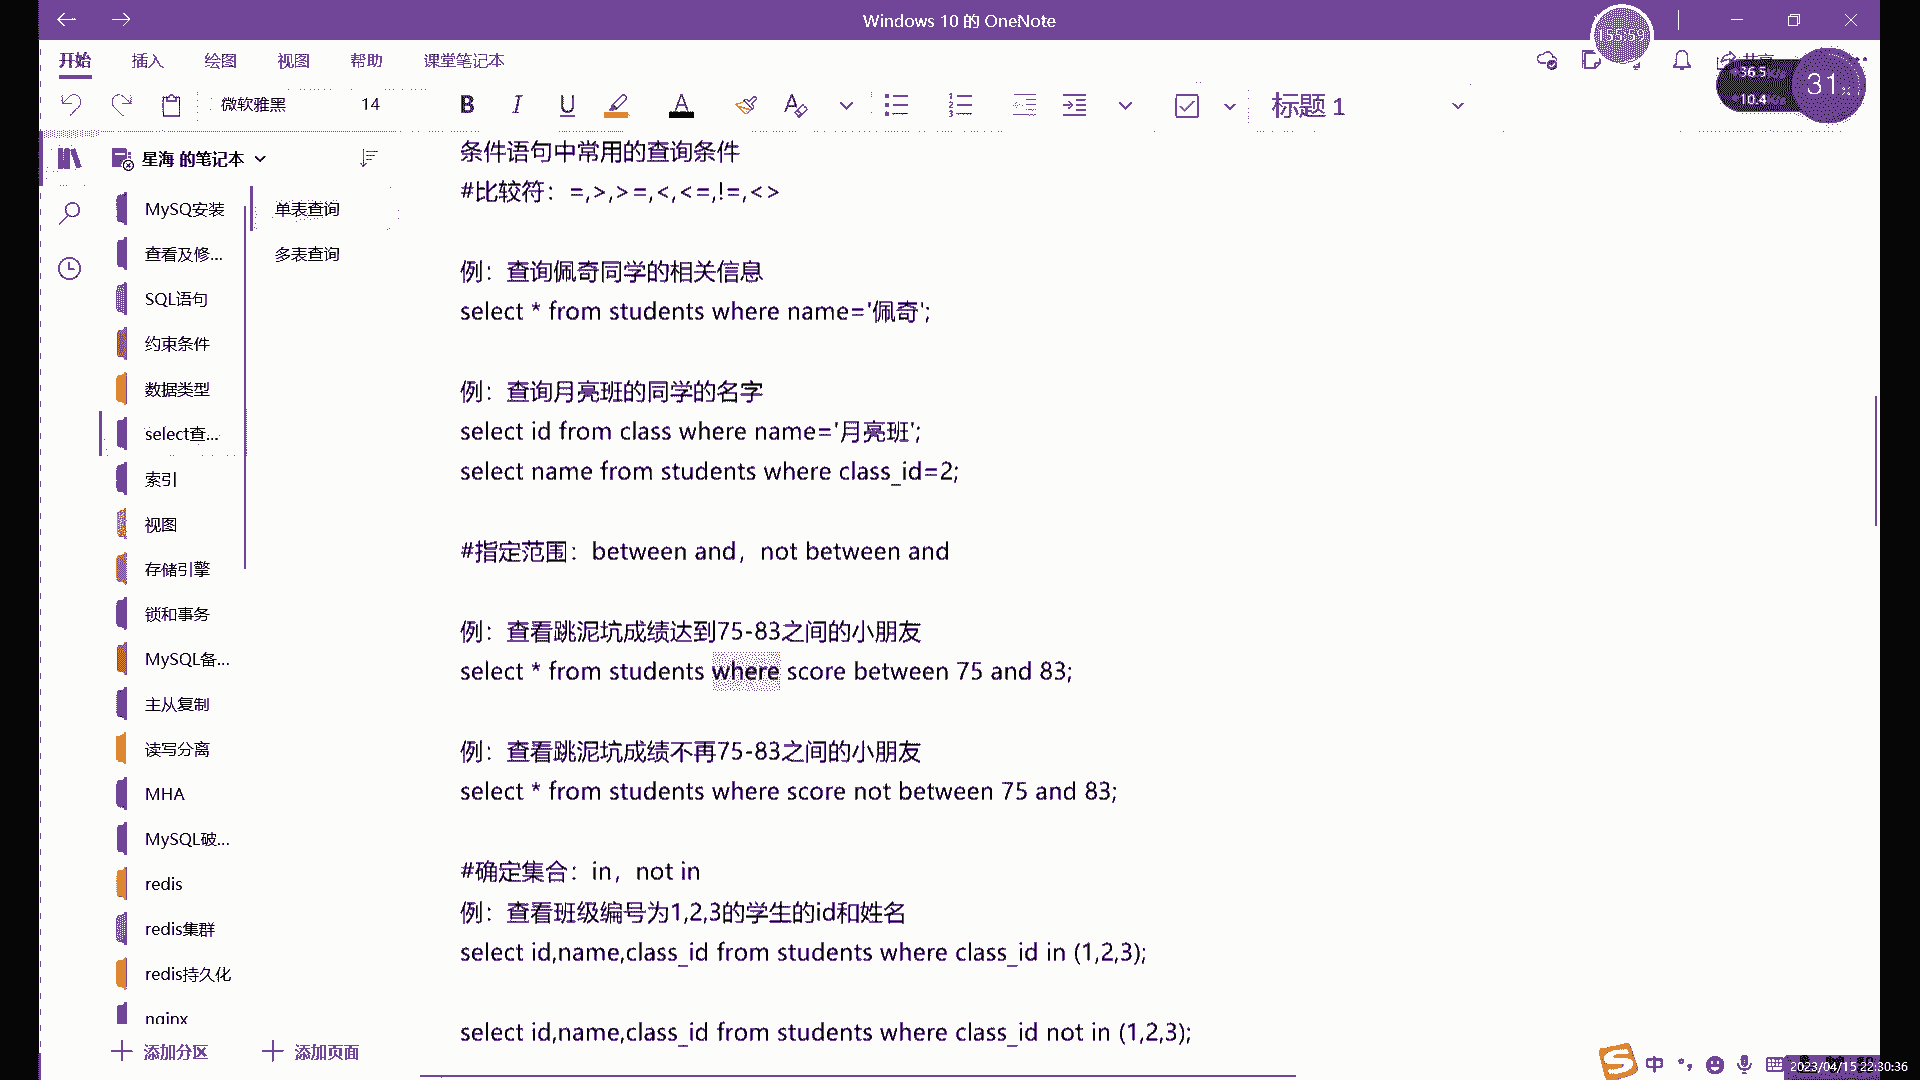 Windows 10 的 OneNote
155:59
开始 插入 绘图 视图 帮助 课堂笔记本 共享
36.5
10.4
31%
微软雅黑 14 B I U A 标题 1
星海 的笔记本
MySQ安装
查看及修...
SQL语句
约束条件
数据类型
select查...
索引
视图
存储引擎
锁和事务
MySQL备...
主从复制
读写分离
MHA
MySQL破...
redis
redis集群
redis持久化
nginx
添加分区
单表查询
多表查询
添加页面
条件语句中常用的查询条件
#比较符：=,>,>=,<,<=,!=,<>
例：查询佩奇同学的相关信息
select * from students where name='佩奇';
例：查询月亮班的同学的名字
select id from class where name='月亮班';
select name from students where class_id=2;
#指定范围：between and，not between and
例：查看跳泥坑成绩达到75-83之间的小朋友
select * from students where score between 75 and 83;
例：查看跳泥坑成绩不再75-83之间的小朋友
select * from students where score not between 75 and 83;
#确定集合：in，not in
例：查看班级编号为1,2,3的学生的id和姓名
select id,name,class_id from students where class_id in (1,2,3);
select id,name,class_id from students where class_id not in (1,2,3);
中
2023/04/15 22:30:36